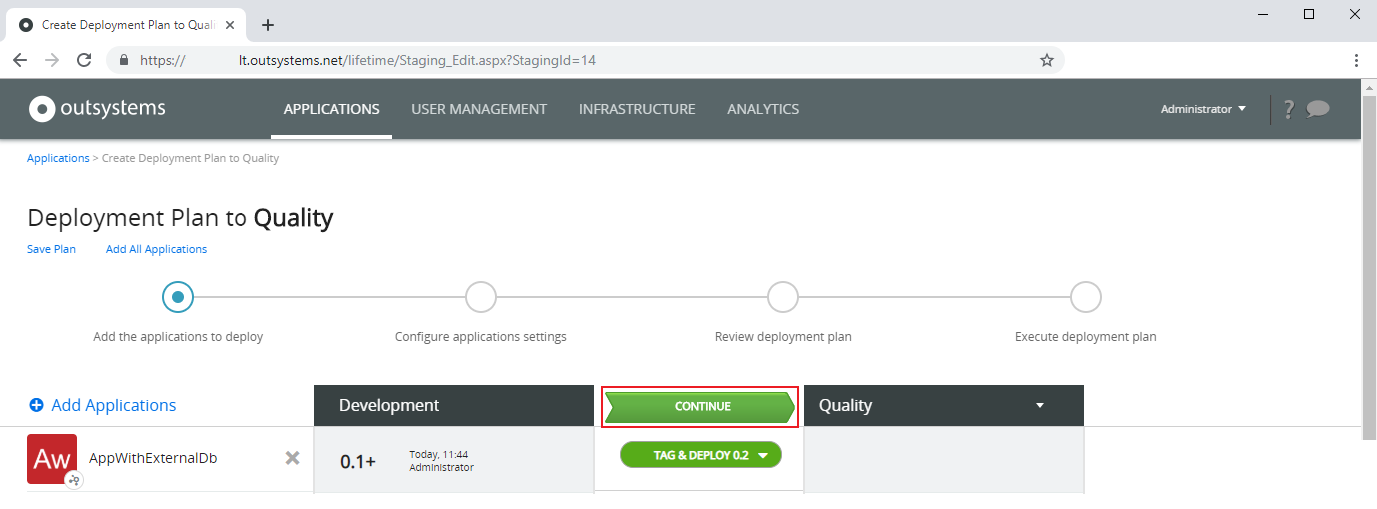 Create Deployment Plan to Quali
https:// lt.outsystems.net/lifetime/Staging_Edit.aspx?StagingId=14
outsystems APPLICATIONS USER MANAGEMENT INFRASTRUCTURE ANALYTICS Administrator ?
Applications > Create Deployment Plan to Quality
Deployment Plan to Quality
Save Plan Add All Applications
Add the applications to deploy Configure applications settings Review deployment plan Execute deployment plan
Add Applications Development CONTINUE Quality
Aw AppWithExternalDb 0.1+ Today, 11:44 TAG & DEPLOY 0.2
Administrator